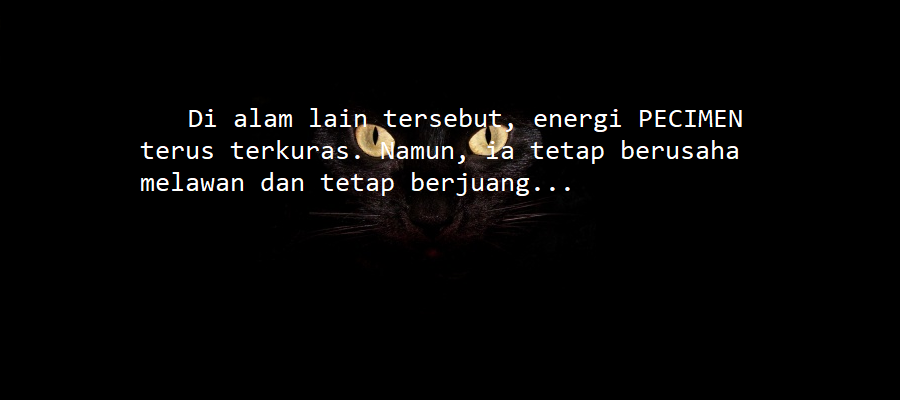 Di alam lain tersebut, energi PECIMEN
terus terkuras. Namun, ia tetap berusaha
melawan dan tetap berjuang...